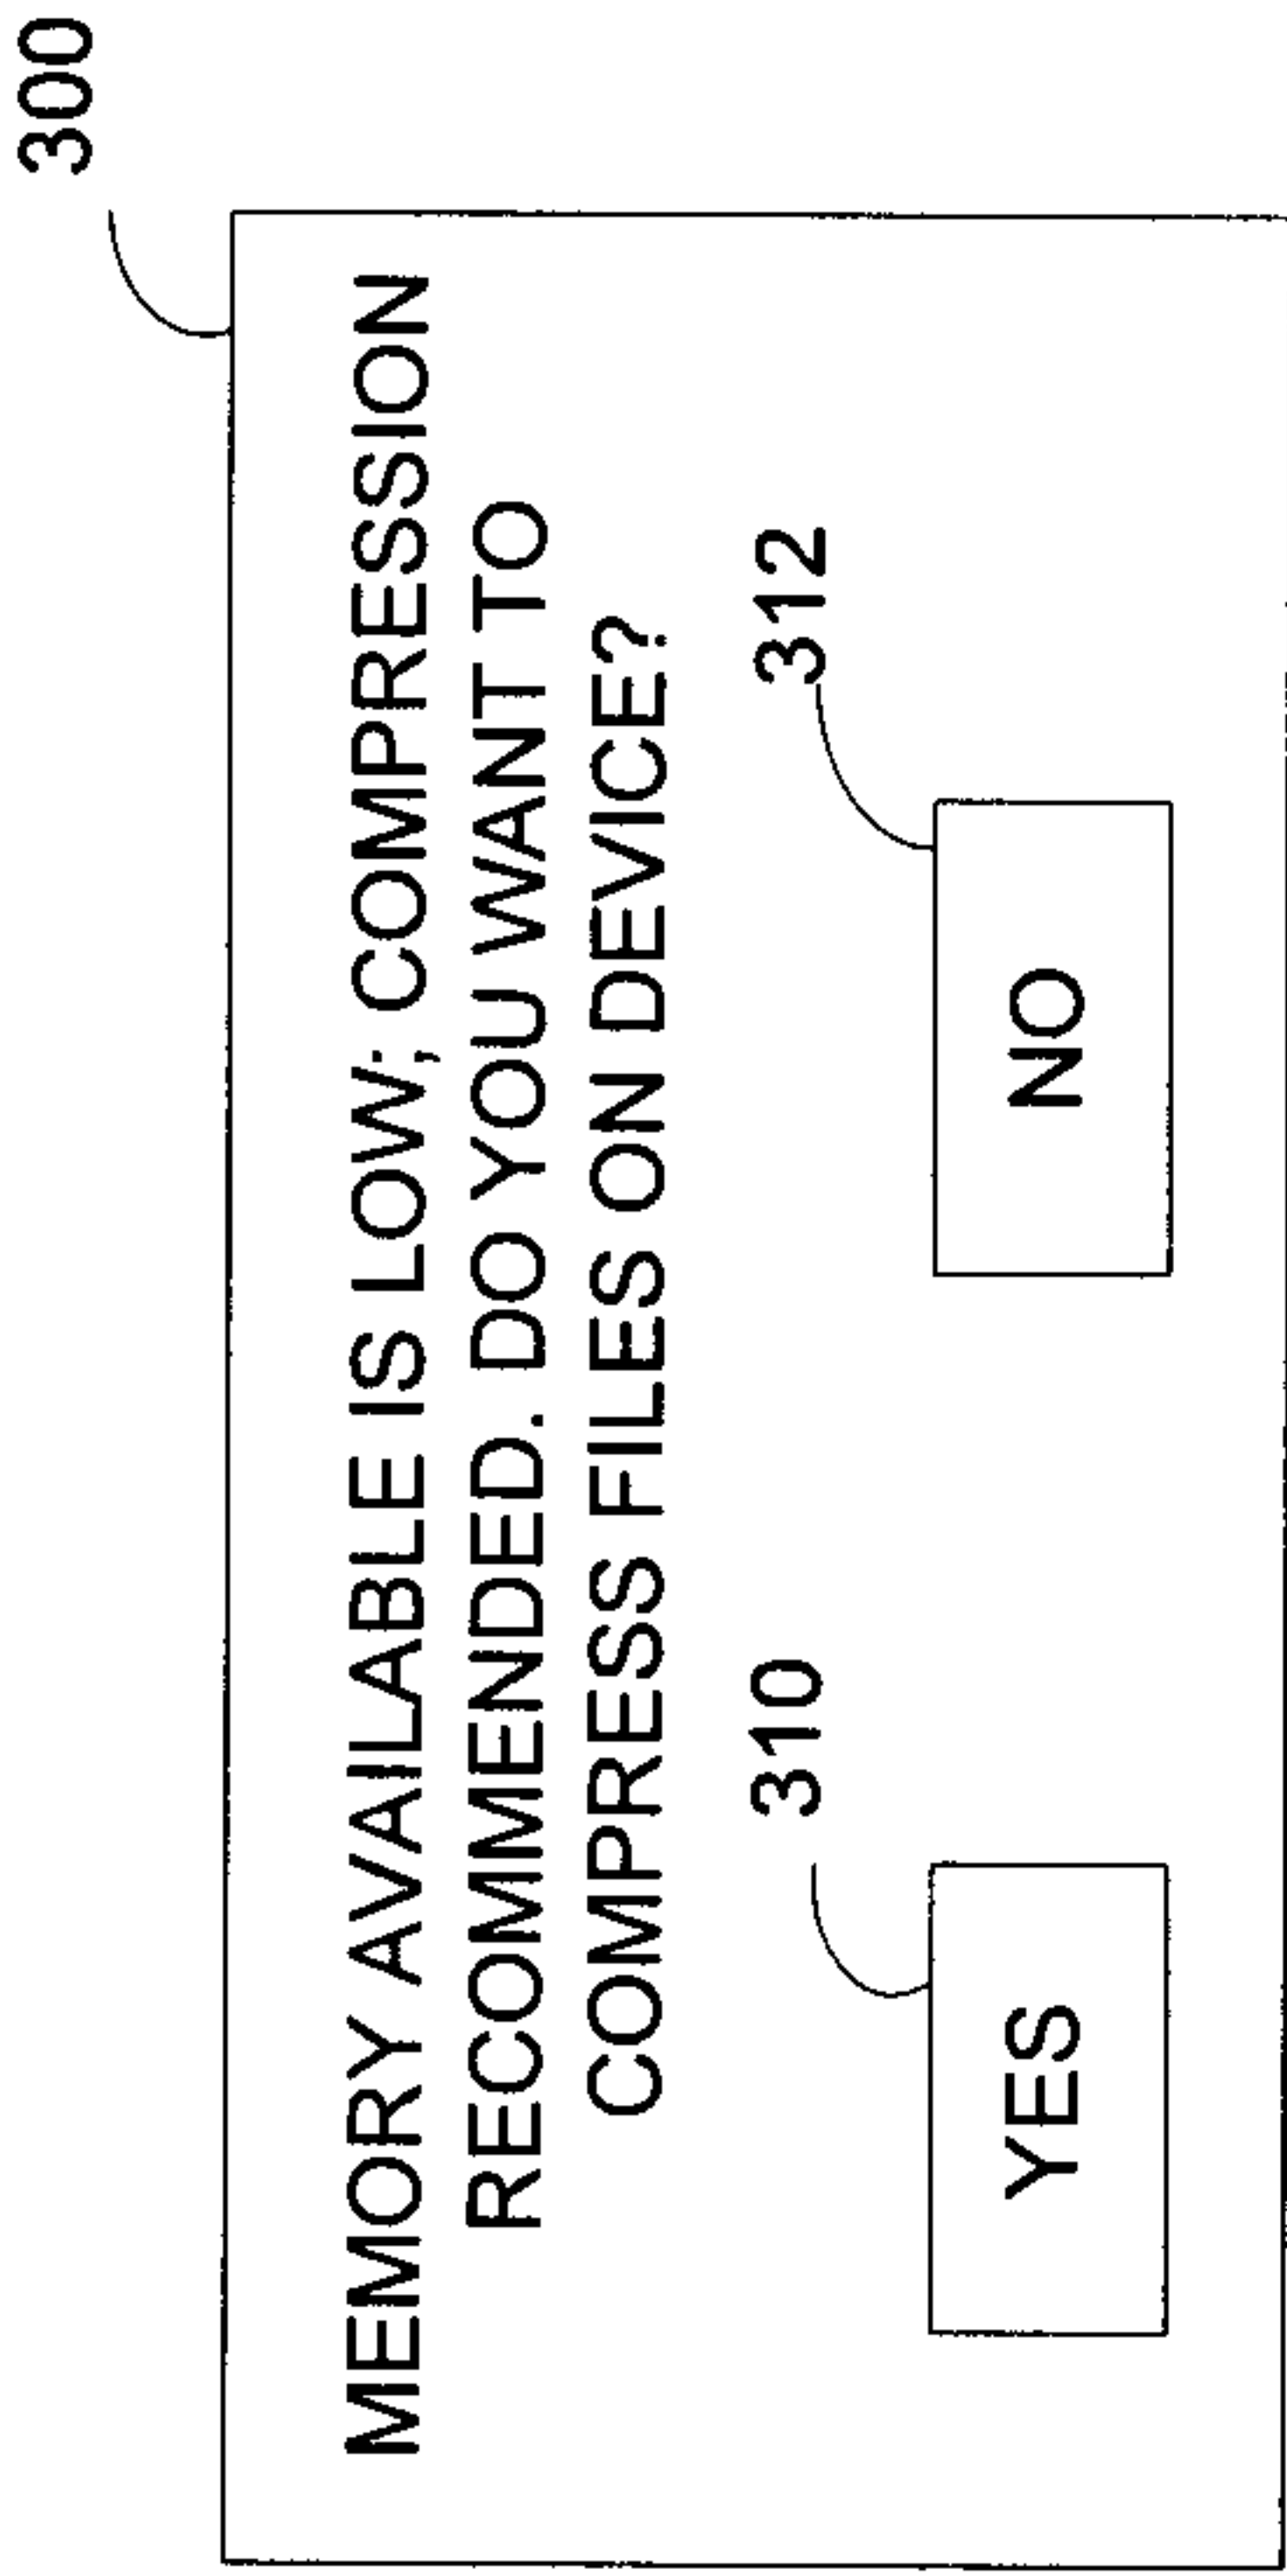 300
MEMORY AVAILABLE IS LOW; COMPRESSION
RECOMMENDED. DO YOU WANT TO
COMPRESS FILES ON DEVICE?
310
312
YES
NO